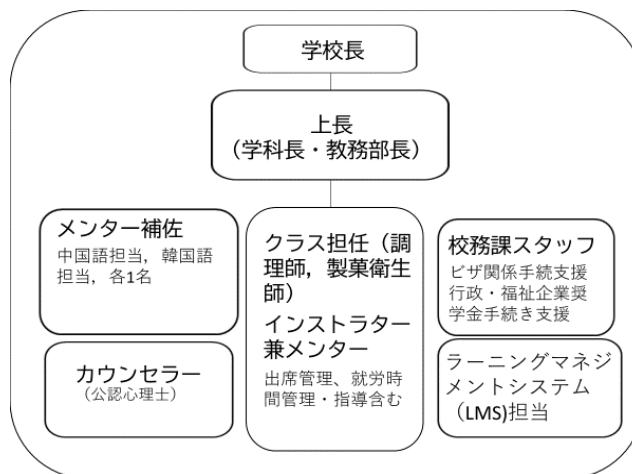 学校長
上長
（学科長・教務部長）
メンター補佐
中国語担当，韓国語
担当，各1名
カウンセラー
（公認心理士）
クラス担任（調
理師，製菓衛生
師）
インストラター
兼メンター
出席管理、就労時
間管理・指導含む
校務課スタッフ
ビザ関係手続支援
行政・福祉企業奨
学金手続き支援
ラーニングマネジ
メントシステム
（LMS)担当